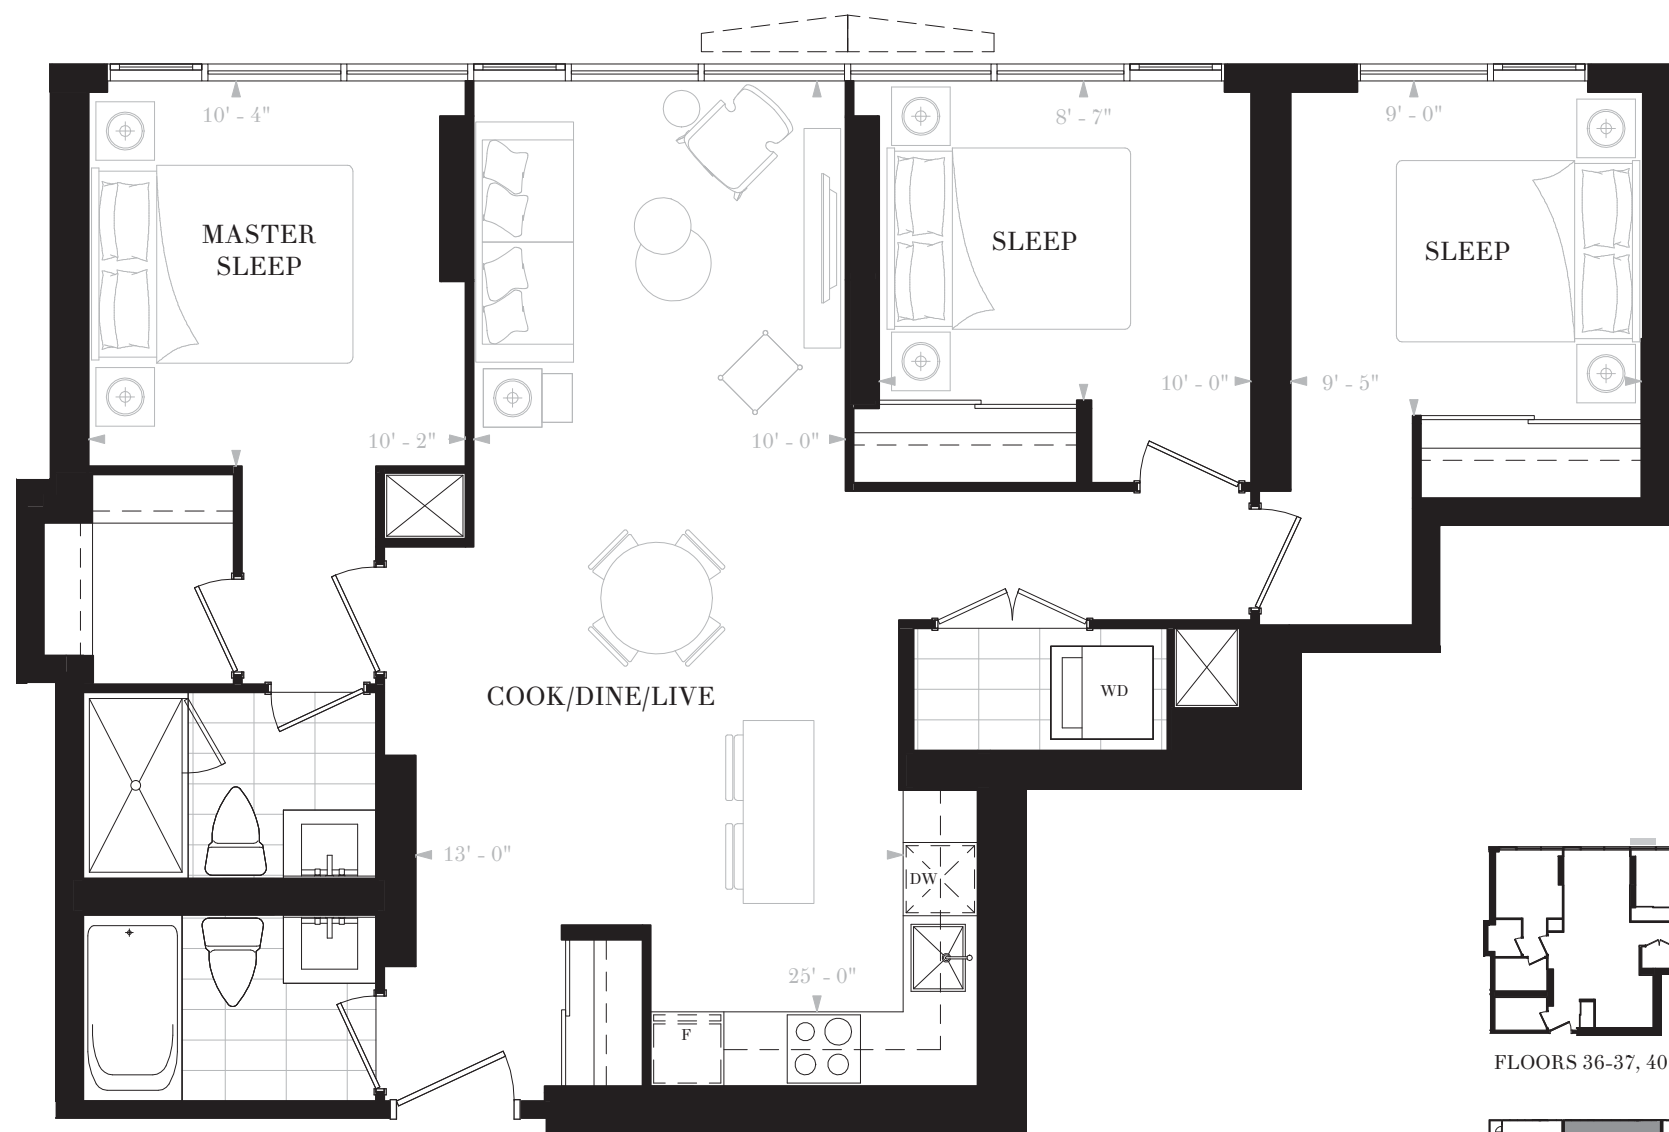 10' - 4"
8' - 7"
9' - 0"
MASTER
SLEEP
SLEEP
SLEEP
10' - 2"
10' - 0"
10' - 0"
9' - 5"
COOK/DINE/LIVE
WD
13' - 0"
DW
25' - 0"
F
FLOORS 36-37, 40